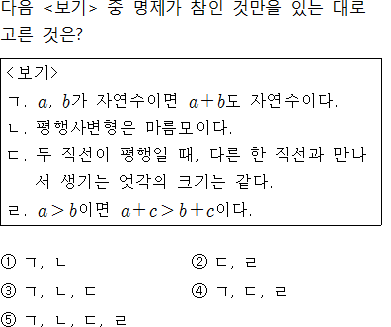 다음 <보기> 중 명제가 참인 것만을 있는 대로
고른 것은?
<보기>
ㄱ. a, b가 자연수이면 a+b도 자연수이다.
ㄴ. 평행사변형은 마름모이다.
ㄷ. 두 직선이 평행일 때, 다른 한 직선과 만나
서 생기는 엇각의 크기는 같다.
ㄹ. a>b이면 a+c>b+c이다.
① ㄱ, ㄴ ② ㄷ, ㄹ
③ ㄱ, ㄴ, ㄷ ④ ㄱ, ㄷ, ㄹ
⑤ ㄱ, ㄴ, ㄷ, ㄹ